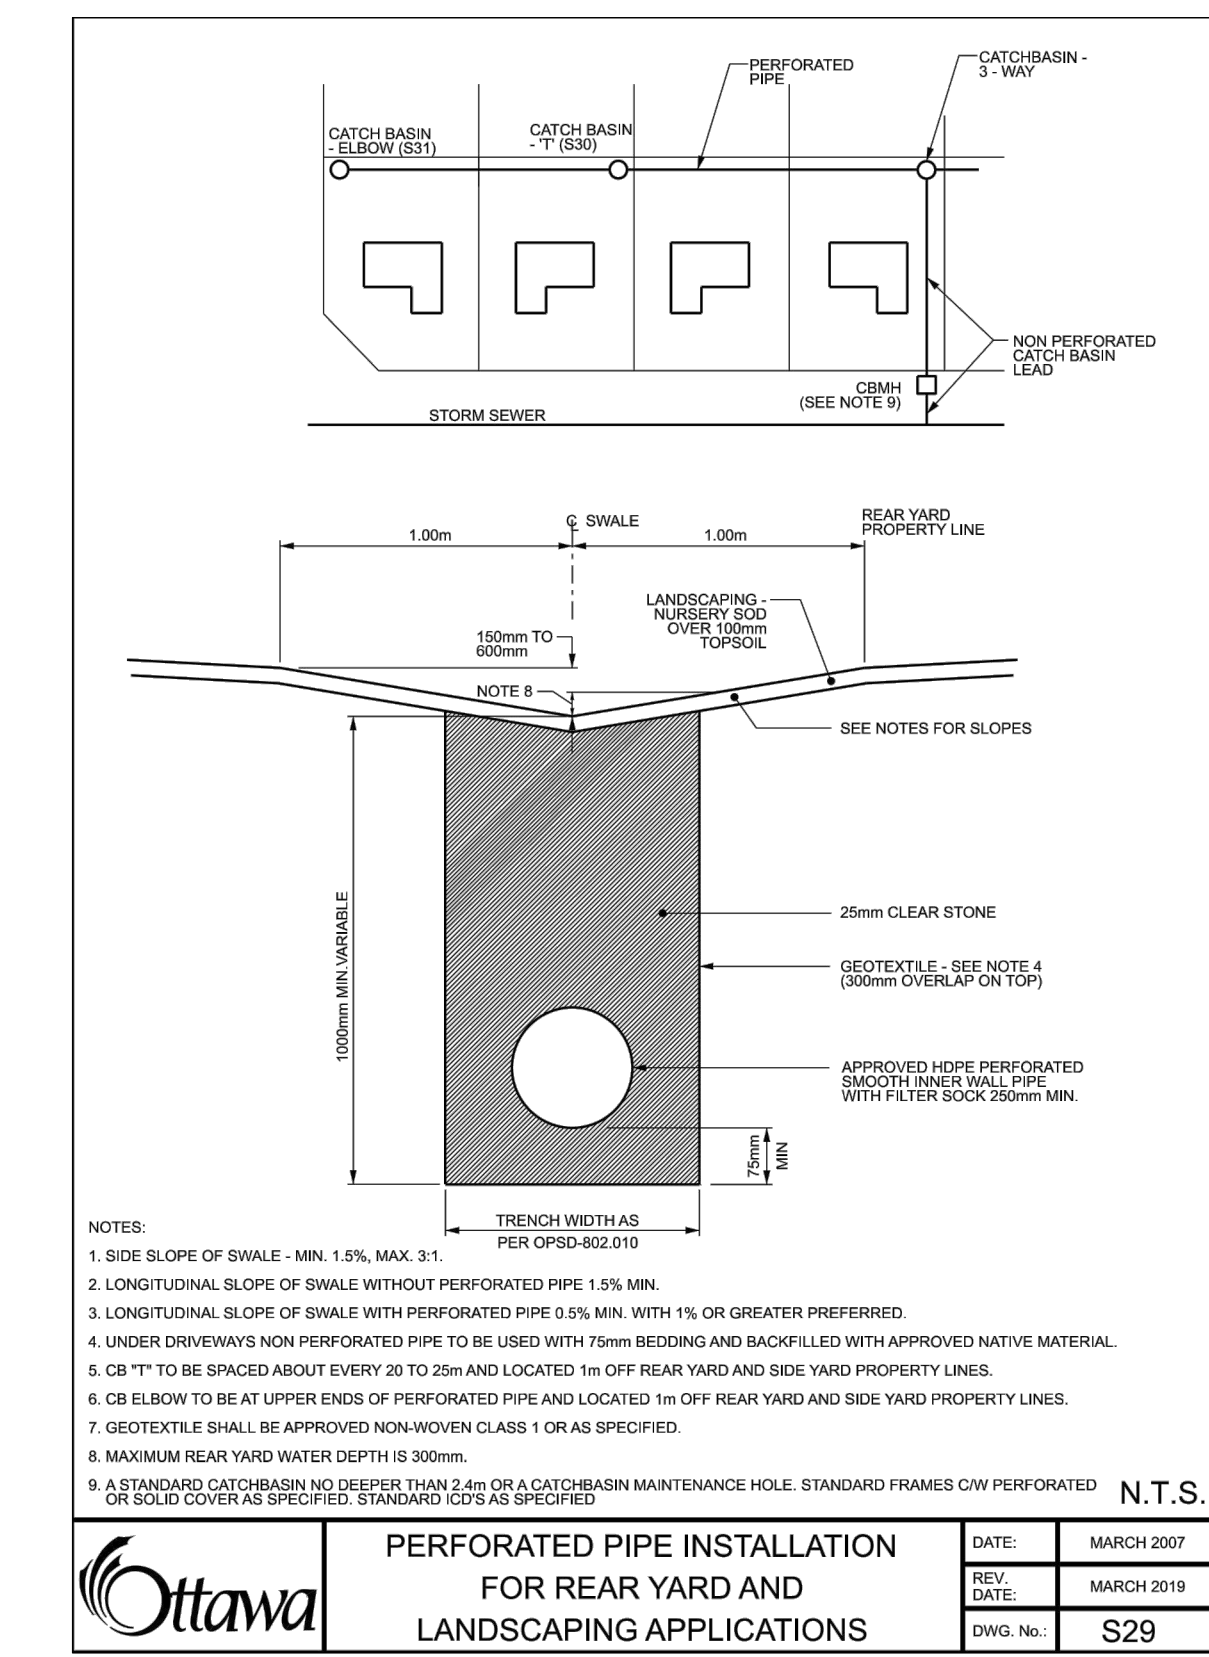 PERFORATED
PIPE
CATCHBASIN -
3 - WAY
CATCH BASIN
- ELBOW (S31)
CATCH BASIN
- 'T' (S30)
NON PERFORATED
CATCH BASIN
LEAD
CBMH
(SEE NOTE 9)
STORM SEWER
℄ SWALE
REAR YARD
PROPERTY LINE
1.00m
1.00m
LANDSCAPING -
NURSERY SOD
OVER 100mm
TOPSOIL
150mm TO
600mm
NOTE 8
SEE NOTES FOR SLOPES
1000mm MIN.VARIABLE
25mm CLEAR STONE
GEOTEXTILE - SEE NOTE 4
(300mm OVERLAP ON TOP)
APPROVED HDPE PERFORATED
SMOOTH INNER WALL PIPE
WITH FILTER SOCK 250mm MIN.
75mm
MIN
TRENCH WIDTH AS
PER OPSD-802.010
NOTES:
1. SIDE SLOPE OF SWALE - MIN. 1.5%, MAX. 3:1.
2. LONGITUDINAL SLOPE OF SWALE WITHOUT PERFORATED PIPE 1.5% MIN.
3. LONGITUDINAL SLOPE OF SWALE WITH PERFORATED PIPE 0.5% MIN. WITH 1% OR GREATER PREFERRED.
4. UNDER DRIVEWAYS NON PERFORATED PIPE TO BE USED WITH 75mm BEDDING AND BACKFILLED WITH APPROVED NATIVE MATERIAL.
5. CB "T" TO BE SPACED ABOUT EVERY 20 TO 25m AND LOCATED 1m OFF REAR YARD AND SIDE YARD PROPERTY LINES.
6. CB ELBOW TO BE AT UPPER ENDS OF PERFORATED PIPE AND LOCATED 1m OFF REAR YARD AND SIDE YARD PROPERTY LINES.
7. GEOTEXTILE SHALL BE APPROVED NON-WOVEN CLASS 1 OR AS SPECIFIED.
8. MAXIMUM REAR YARD WATER DEPTH IS 300mm.
9. A STANDARD CATCHBASIN NO DEEPER THAN 2.4m OR A CATCHBASIN MAINTENANCE HOLE. STANDARD FRAMES C/W PERFORATED
OR SOLID COVER AS SPECIFIED. STANDARD ICD'S AS SPECIFIED
N.T.S.
Ottawa
PERFORATED PIPE INSTALLATION
FOR REAR YARD AND
LANDSCAPING APPLICATIONS
DATE:
MARCH 2007
REV.
DATE:
MARCH 2019
DWG. No.:
S29